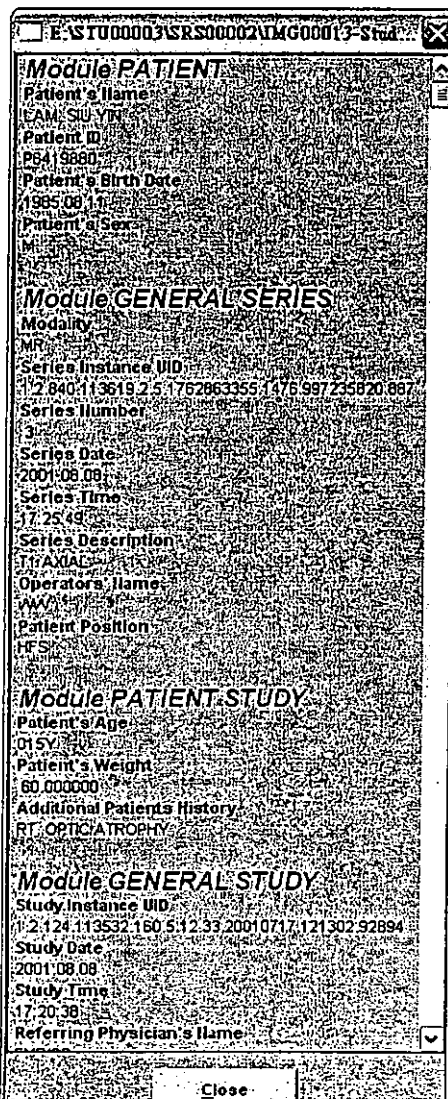 E:\STU00003\SRS00002\IMG00013-Stud...
Module PATIENT
Patient's Name
LAM, SIU YIN
Patient ID
P6419880
Patient's Birth Date
1985.08.11
Patient's Sex
M
Module GENERAL SERIES
Modality
MR
Series Instance UID
1.2.840.113619.2.5.1762863355.1476.997235820.887
Series Number
3
Series Date
2001.08.08
Series Time
17:25:49
Series Description
T1 AXIAL
Operators' Name
Patient Position
HFS
Module PATIENT STUDY
Patient's Age
015Y
Patient's Weight
60.000000
Additional Patients History
RT. OPTIC ATROPHY
Module GENERAL STUDY
Study Instance UID
1.2.124.113532.160.5.12.33.20010717.121302.92894
Study Date
2001.08.08
Study Time
17:20:38
Referring Physician's Name
Close